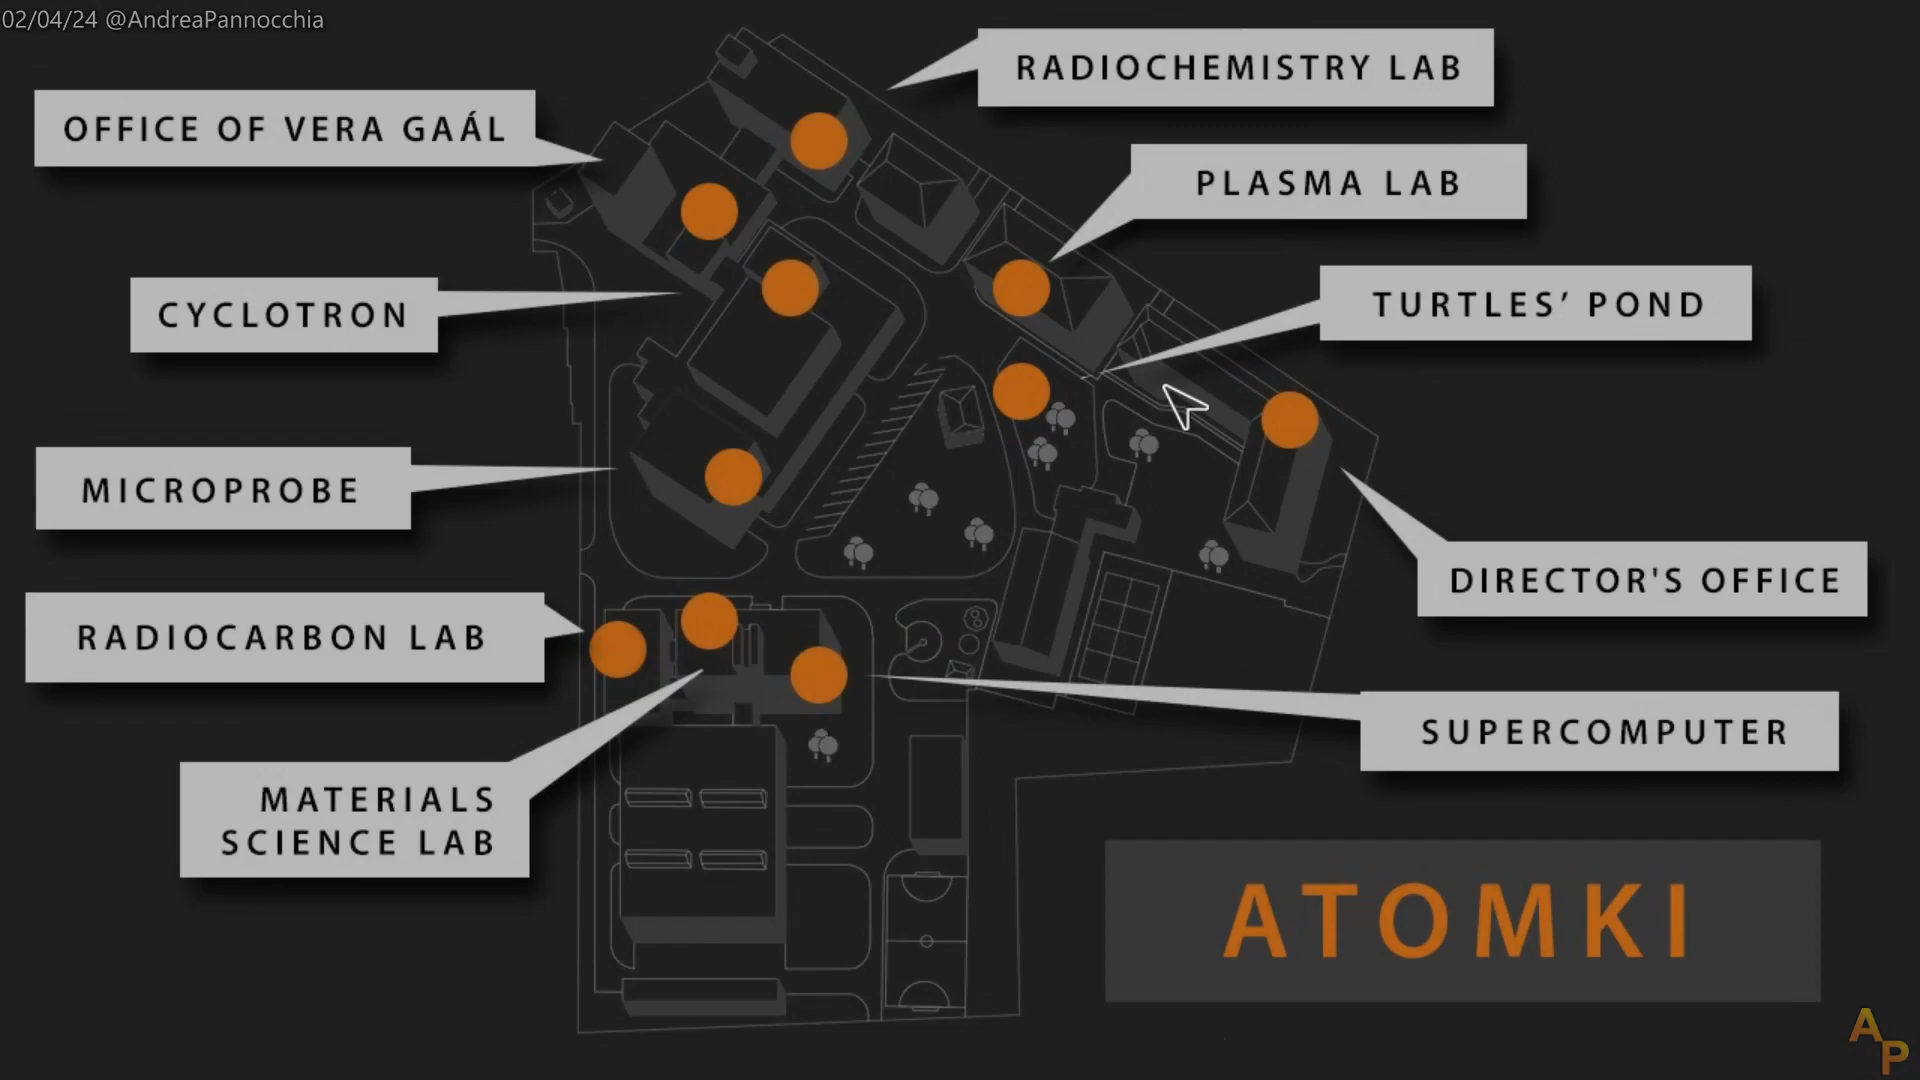 02/04/24 @AndreaPannocchia
RADIOCHEMISTRY LAB
OFFICE OF VERA GAÁL
PLASMA LAB
TURTLES’ POND
CYCLOTRON
MICROPROBE
DIRECTOR'S OFFICE
RADIOCARBON LAB
SUPERCOMPUTER
MATERIALS
SCIENCE LAB
ATOMKI
AP